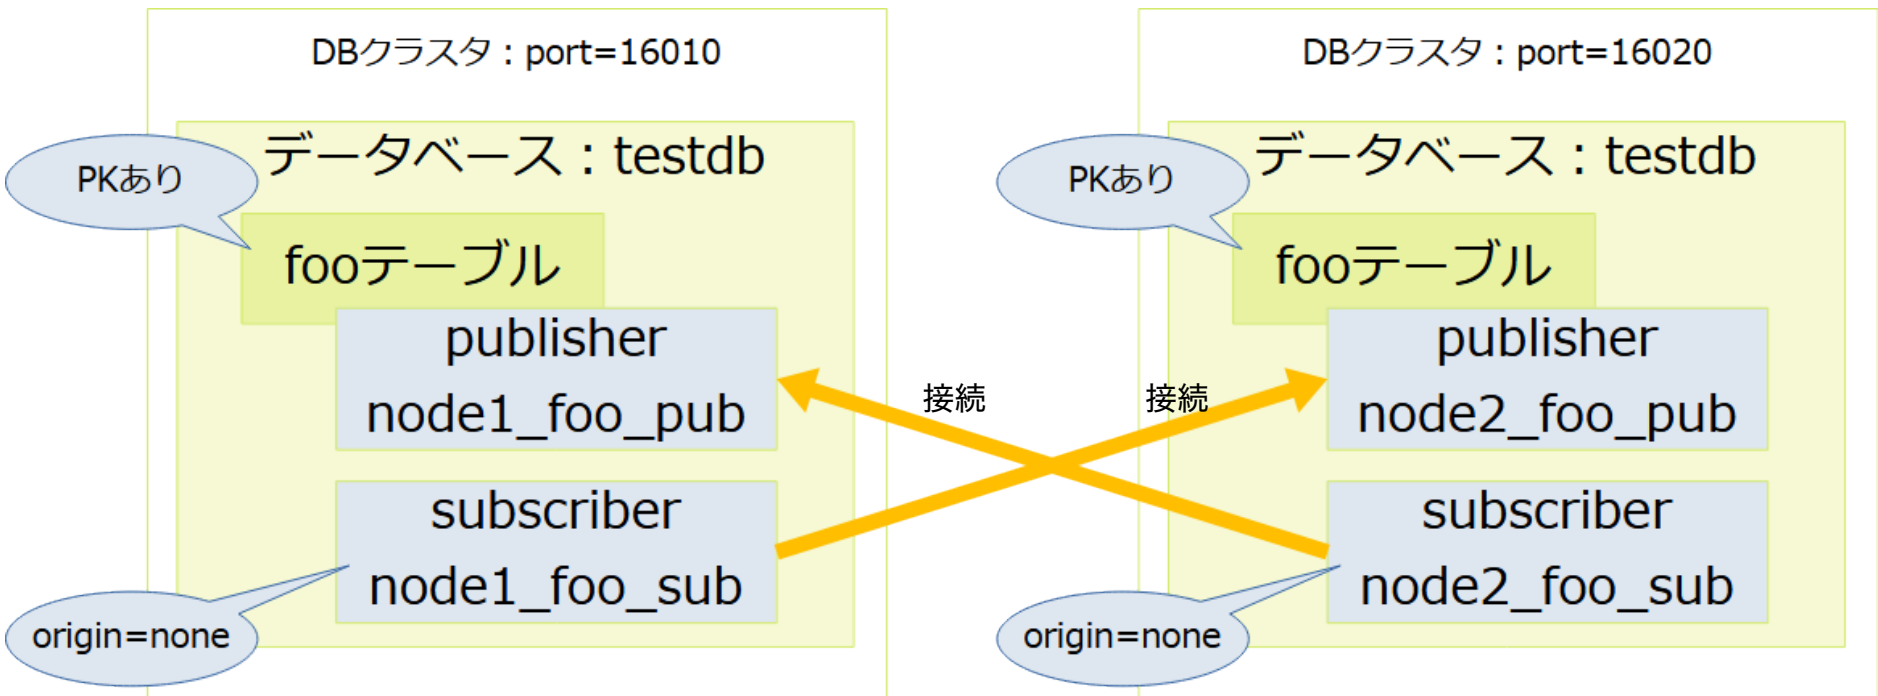 DBクラスタ：port=16010
データベース：testdb
PKあり
fooテーブル
publisher
node1_foo_pub
subscriber
node1_foo_sub
origin=none
接続
接続
DBクラスタ：port=16020
データベース：testdb
PKあり
fooテーブル
publisher
node2_foo_pub
subscriber
node2_foo_sub
origin=none